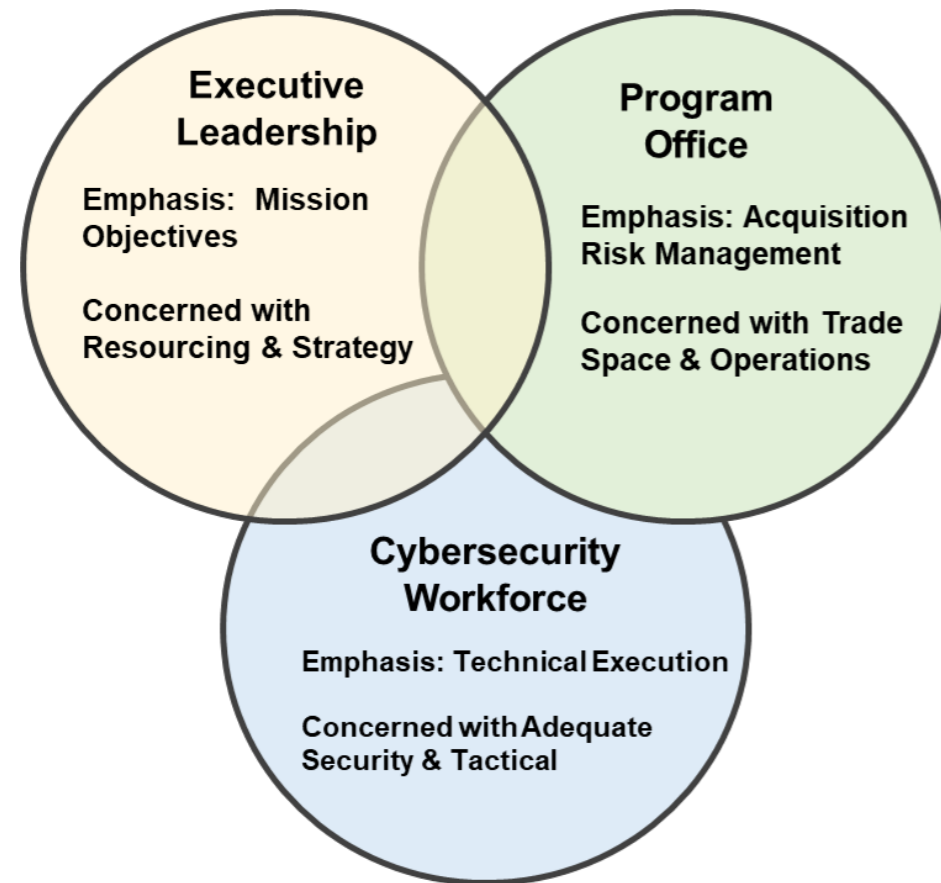 Executive
Leadership
Emphasis: Mission
Objectives
Concerned with
Resourcing & Strategy
Program
Office
Emphasis: Acquisition
Risk Management
Concerned with Trade
Space & Operations
Cybersecurity
Workforce
Emphasis: Technical Execution
Concerned with Adequate
Security & Tactical